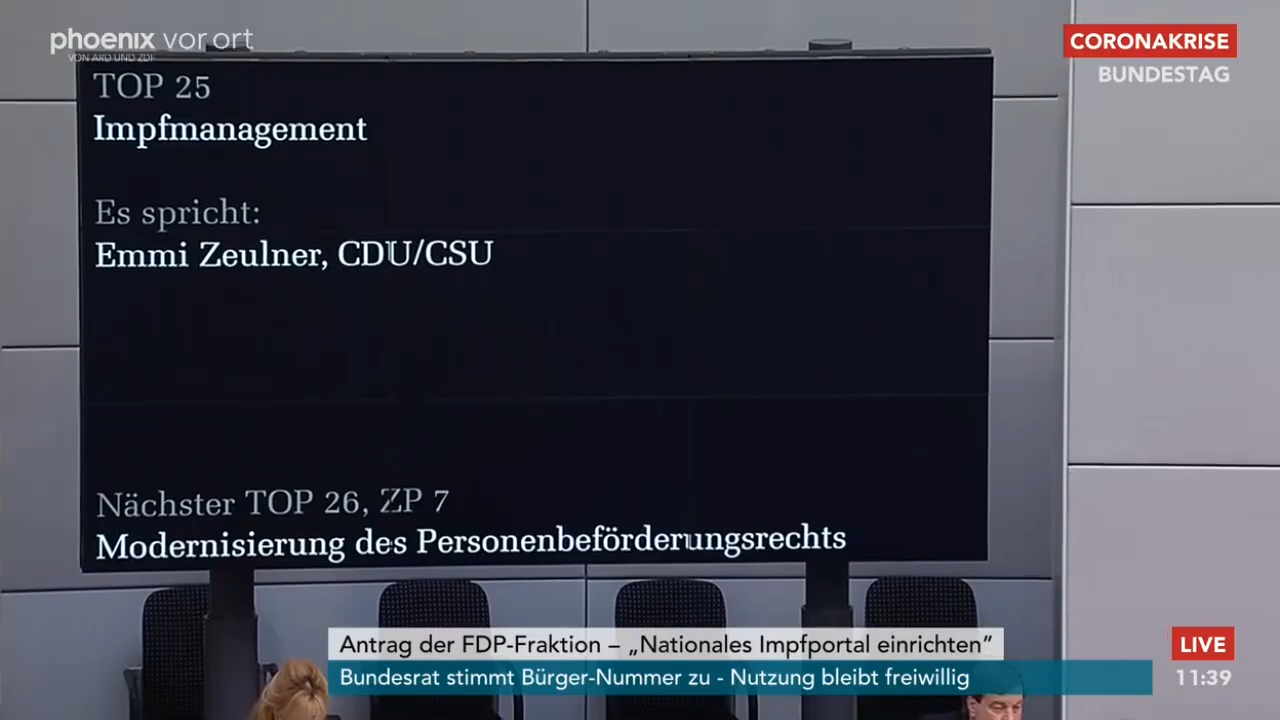 phoenix vor ort
VON ARD UND ZDF
CORONAKRISE
BUNDESTAG
TOP 25
Impfmanagement
Es spricht:
Emmi Zeulner, CDU/CSU
Nächster TOP 26, ZP 7
Modernisierung des Personenbeförderungsrechts
Antrag der FDP-Fraktion – „Nationales Impfportal einrichten”
Bundesrat stimmt Bürger-Nummer zu - Nutzung bleibt freiwillig
LIVE
11:39